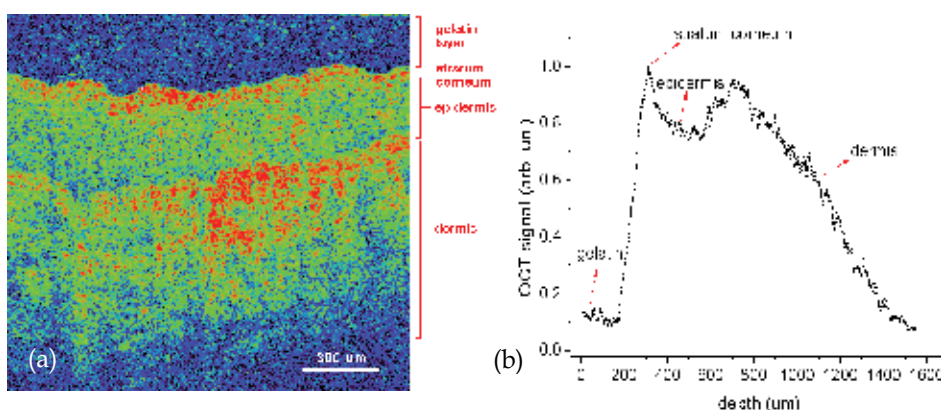 gelatin
layer
stratum
corneum
epidermis
dermis
(a)
300 um
stratum corneum
epidermis
dermis
gelatin
OCT signal (arb. un.)
1.0
0.8
0.6
0.4
0.2
0.0
0 200 400 600 800 1000 1200 1400 1600
depth (um)
(b)